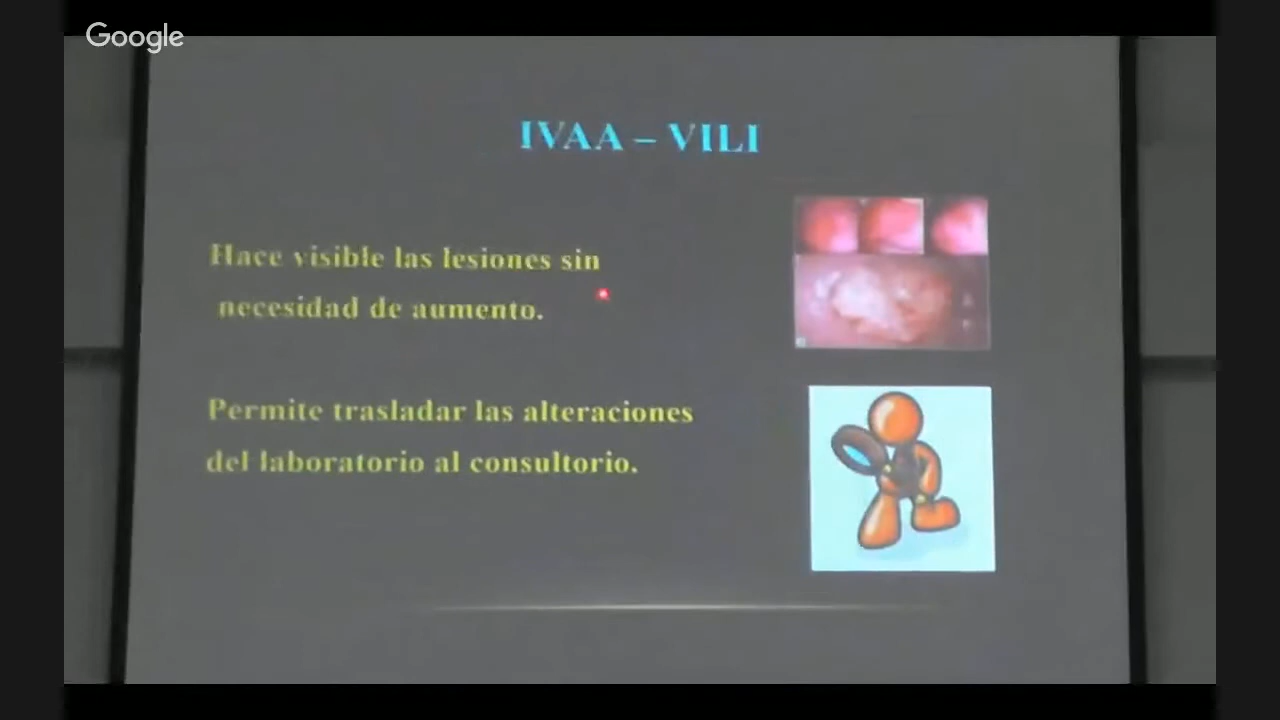 Google
IVAA – VILI
Hace visible las lesiones sin
necesidad de aumento.
Permite trasladar las alteraciones
del laboratorio al consultorio.